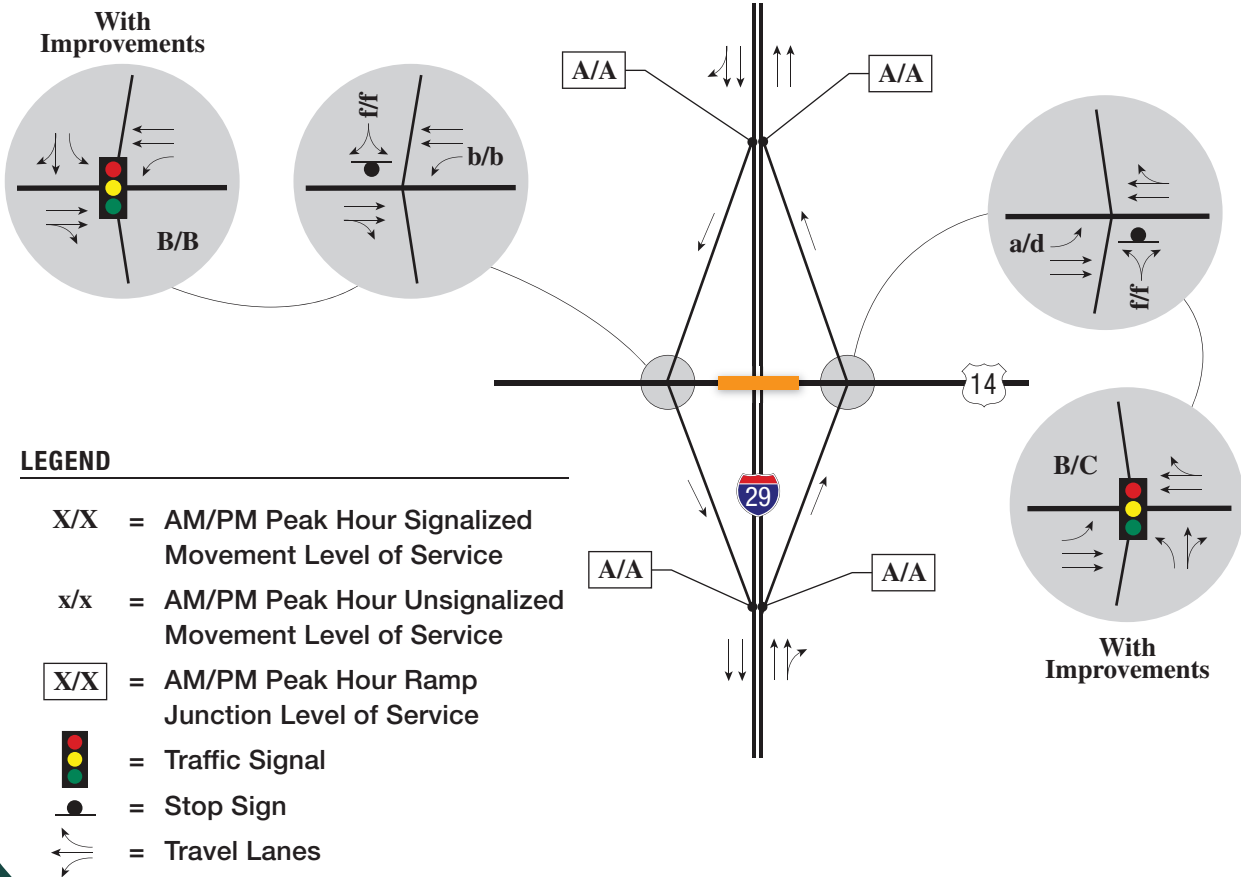 With
Improvements
A/A
A/A
f/f
b/b
B/B
a/d
f/f
14
B/C
29
A/A
A/A
With
Improvements
LEGEND
X/X = AM/PM Peak Hour Signalized
Movement Level of Service
x/x = AM/PM Peak Hour Unsignalized
Movement Level of Service
X/X = AM/PM Peak Hour Ramp
Junction Level of Service
= Traffic Signal
= Stop Sign
= Travel Lanes